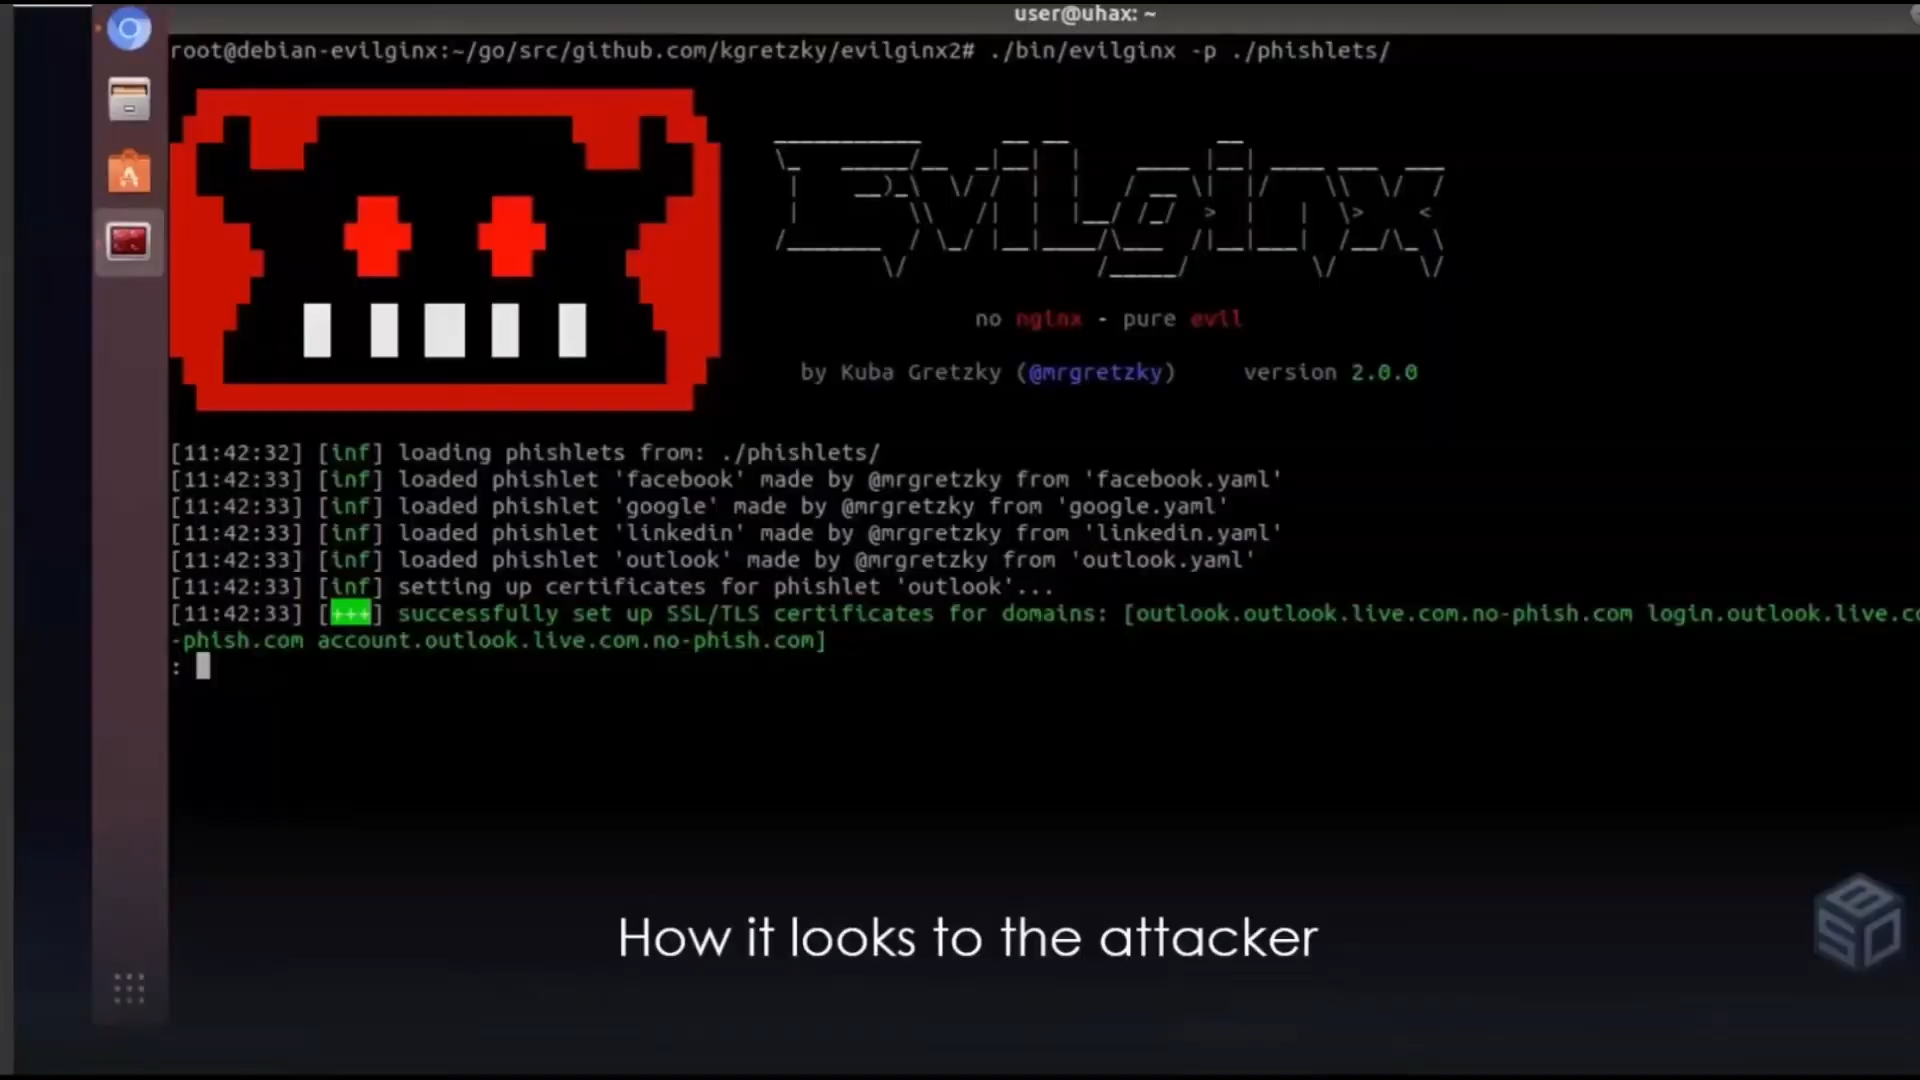 user@uhax: ~
root@debian-evilginx:~/go/src/github.com/kgretzky/evilginx2# ./bin/evilginx -p ./phishlets/
Evilginx
no nginx - pure evil
by Kuba Gretzky (@mrgretzky) version 2.0.0
[11:42:32] [inf] loading phishlets from: ./phishlets/
[11:42:33] [inf] loaded phishlet 'facebook' made by @mrgretzky from 'facebook.yaml'
[11:42:33] [inf] loaded phishlet 'google' made by @mrgretzky from 'google.yaml'
[11:42:33] [inf] loaded phishlet 'linkedin' made by @mrgretzky from 'linkedin.yaml'
[11:42:33] [inf] loaded phishlet 'outlook' made by @mrgretzky from 'outlook.yaml'
[11:42:33] [inf] setting up certificates for phishlet 'outlook'...
[11:42:33] [+++] successfully set up SSL/TLS certificates for domains: [outlook.outlook.live.com.no-phish.com login.outlook.live.co
-phish.com account.outlook.live.com.no-phish.com]
:
How it looks to the attacker
BSD